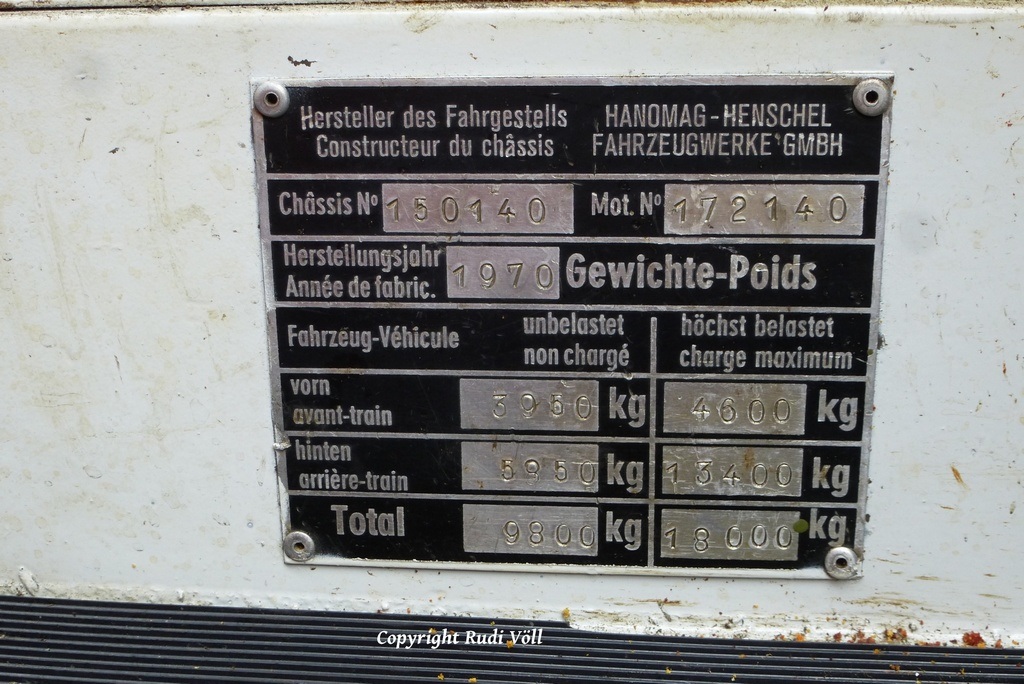 Hersteller des Fahrgestells HANOMAG-HENSCHEL
Constructeur du châssis FAHRZEUGWERKE GMBH
Châssis Nº 150140 Mot. Nº 172140
Herstellungsjahr
Année de fabric. 1970 Gewichte-Poids
Fahrzeug-Véhicule
unbelastet
non chargé
höchst belastet
charge maximum
vorn
avant-train 3950 kg 4600 kg
hinten
arrière-train 5950 kg 13400 kg
Total 9800 kg 18000 kg
Copyright Rudi Völl